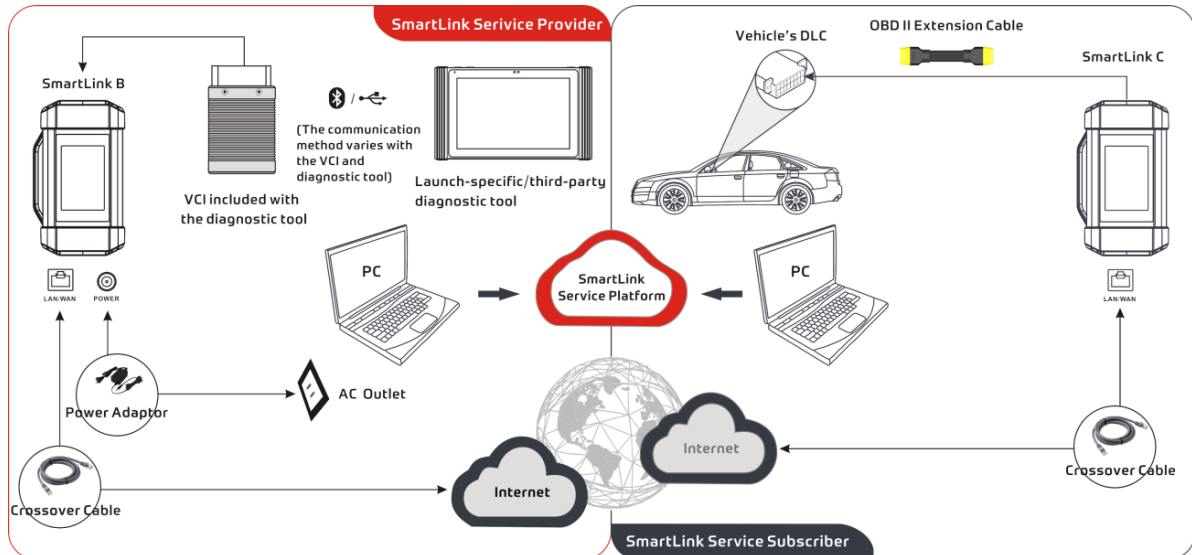 SmartLink Serivice Provider
SmartLink B
VCI included with
the diagnostic tool
/
(The communication
method varies with
the VCI and
diagnostic tool)
Launch-specific/third-party
diagnostic tool
LAN/WAN
POWER
PC
Power Adaptor
AC Outlet
Crossover Cable
Internet
SmartLink
Service Platform
Vehicle's DLC
OBD II Extension Cable
SmartLink C
PC
LAN/WAN
Internet
Crossover Cable
SmartLink Service Subscriber